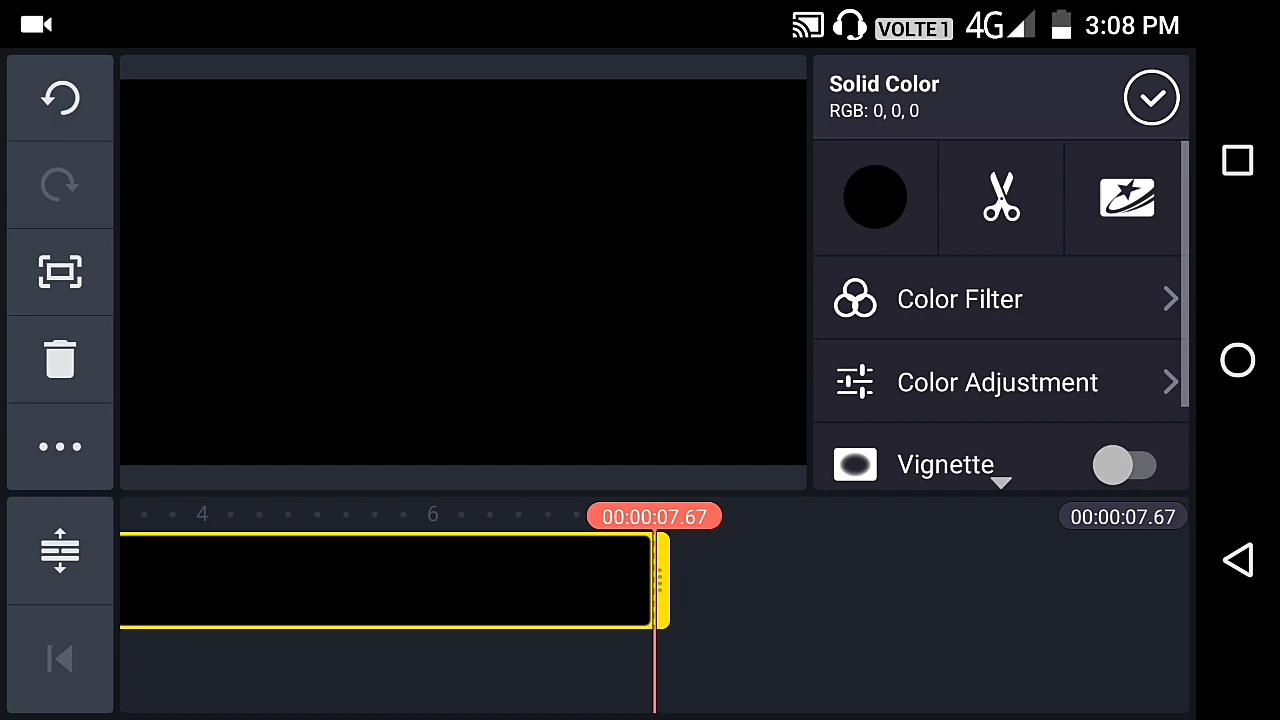 VOLTE 1 4G 3:08 PM
Solid Color
RGB: 0, 0, 0
Color Filter
Color Adjustment
Vignette
4 6 00:00:07.67 00:00:07.67